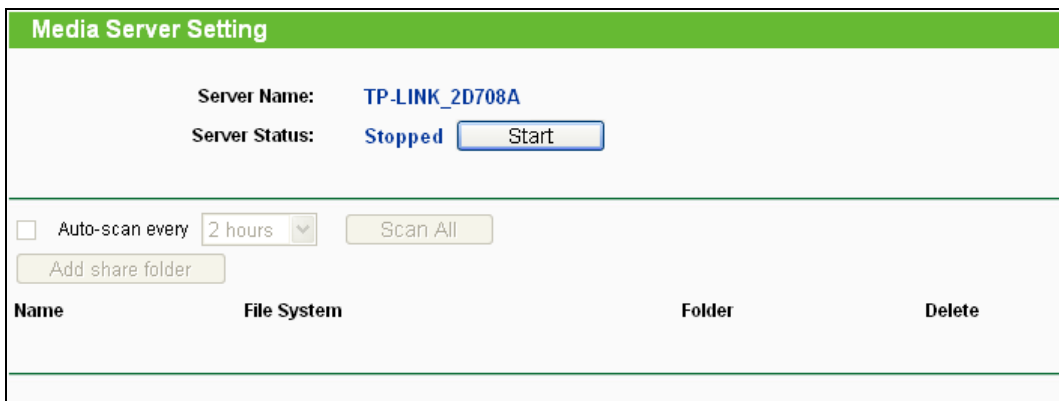 Media Server Setting
Server Name: TP-LINK_2D708A
Server Status: Stopped Start
Auto-scan every 2 hours Scan All
Add share folder
Name File System Folder Delete